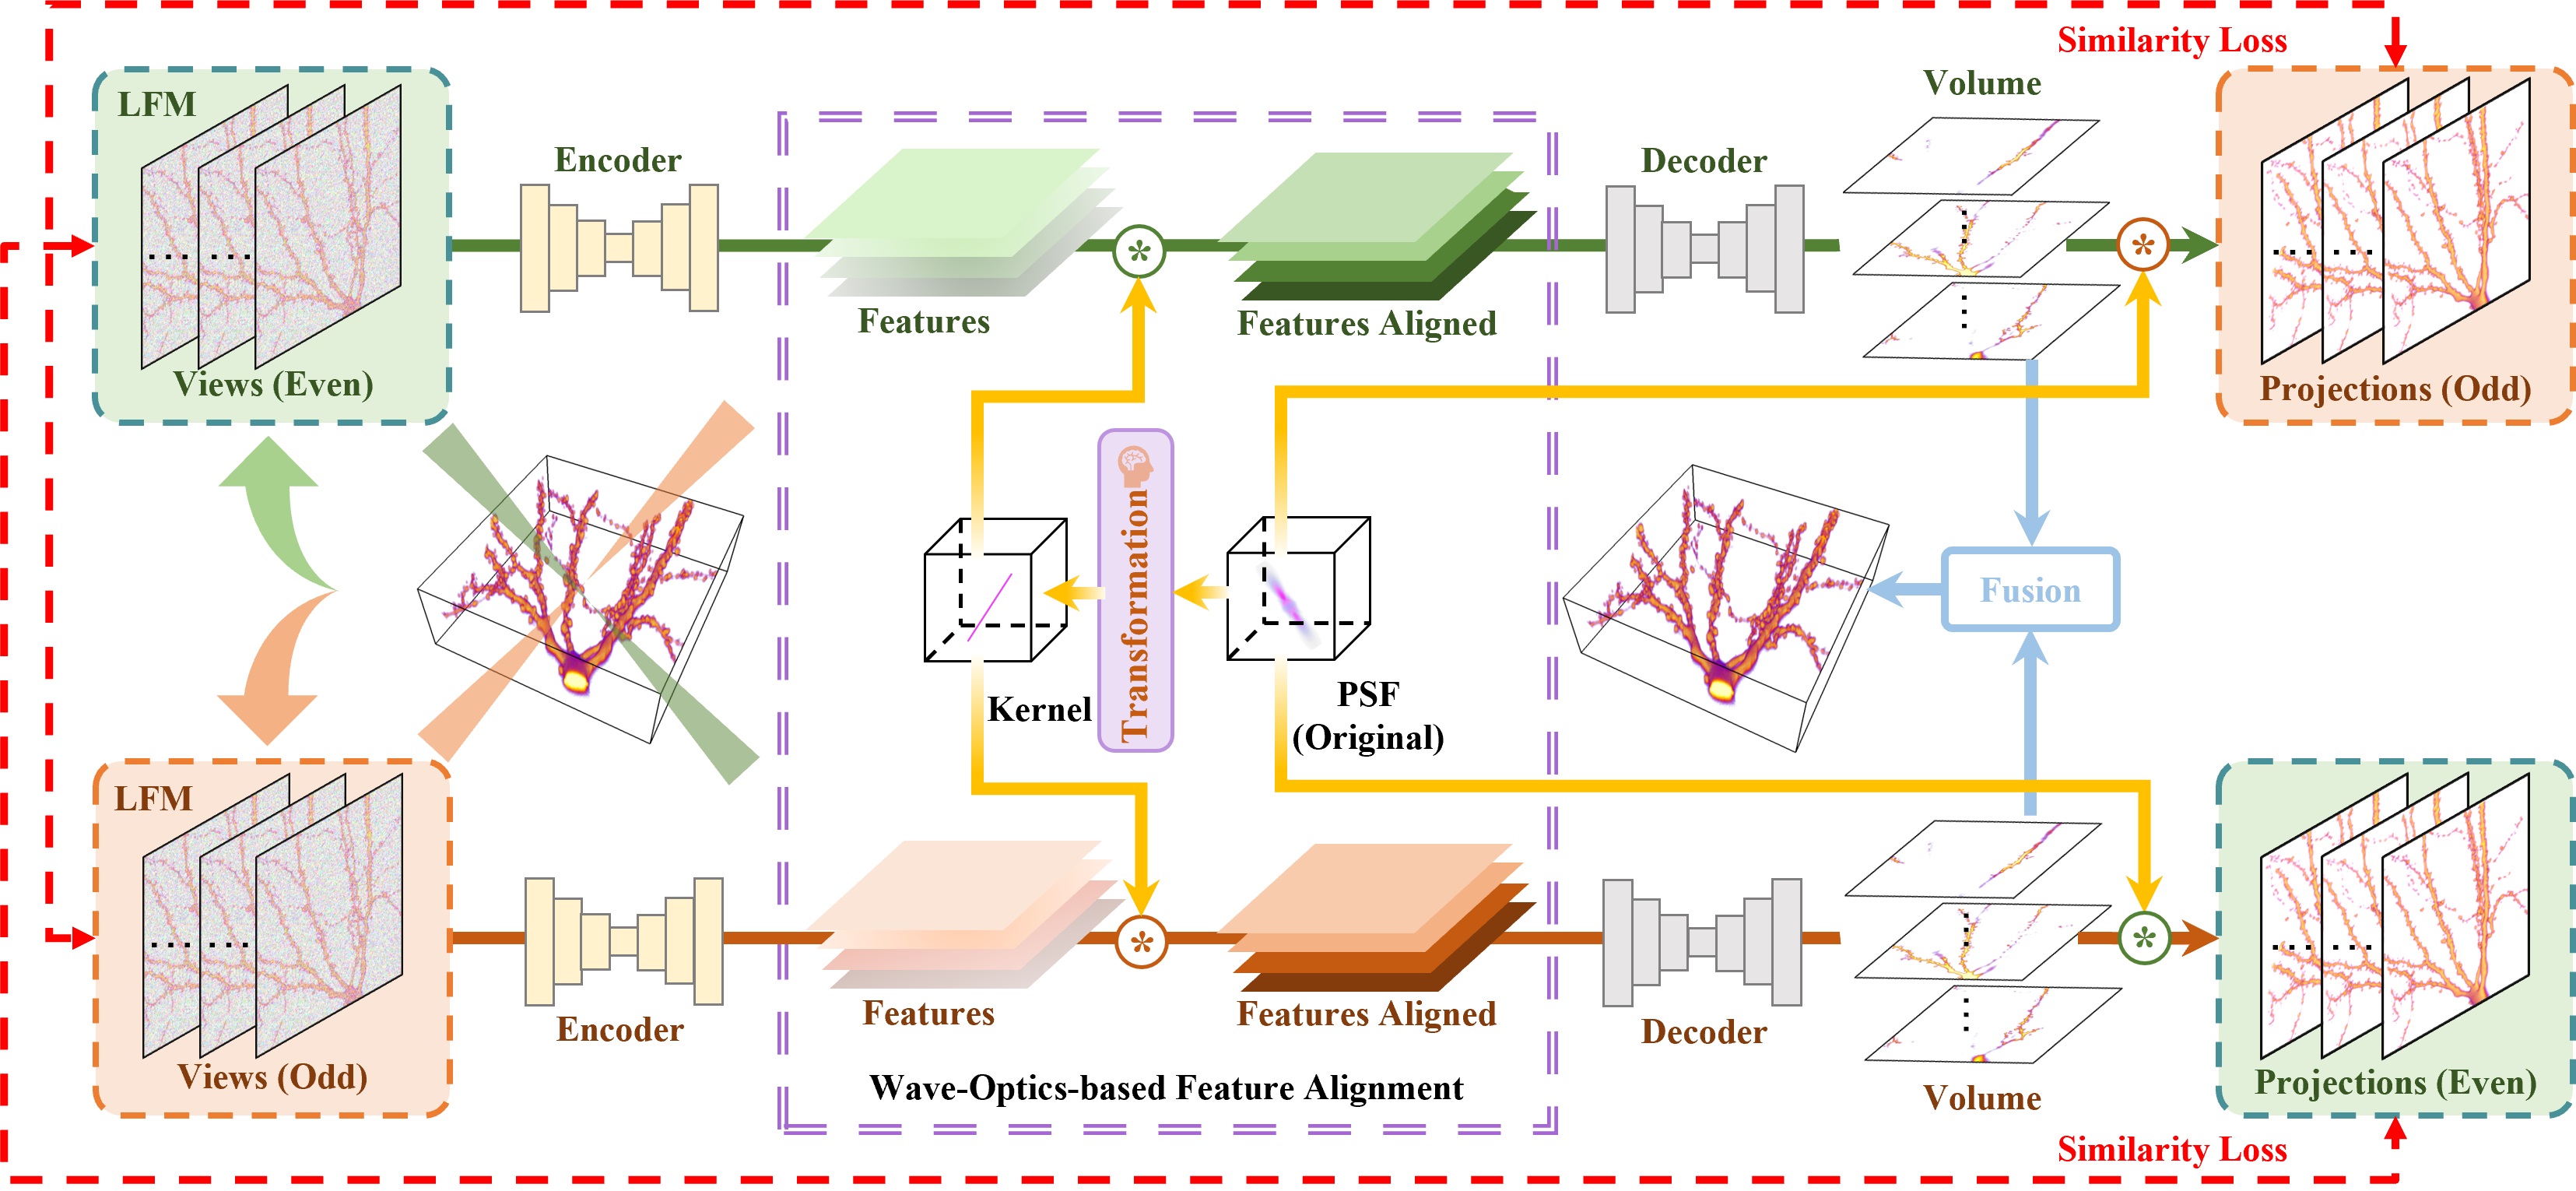 Similarity Loss
LFM
Views (Even)
Encoder
Features
Features Aligned
Decoder
Volume
Projections (Odd)
Transformation
Kernel
PSF
(Original)
Fusion
LFM
Views (Odd)
Encoder
Features
Features Aligned
Decoder
Volume
Projections (Even)
Wave-Optics-based Feature Alignment
Similarity Loss